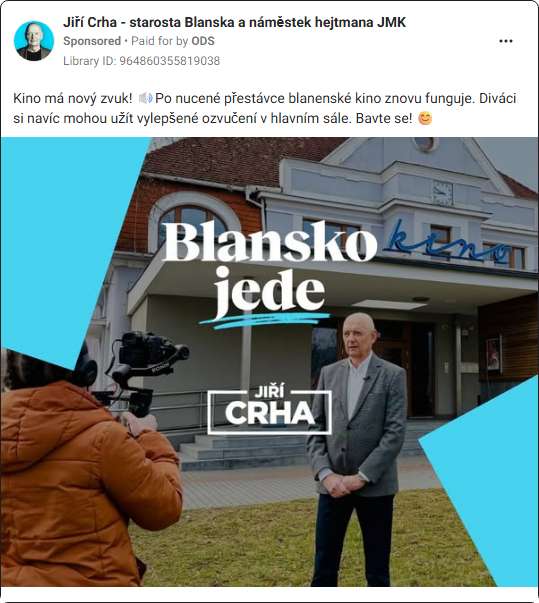 Jiří Crha - starosta Blanska a náměstek hejtmana JMK
Sponsored • Paid for by ODS
Library ID: 964860355819038
Kino má nový zvuk! 🔊Po nucené přestávce blanenské kino znovu funguje. Diváci
si navíc mohou užít vylepšené ozvučení v hlavním sále. Bavte se! 😊
kino
Blansko
jede
JIŘÍ
CRHA